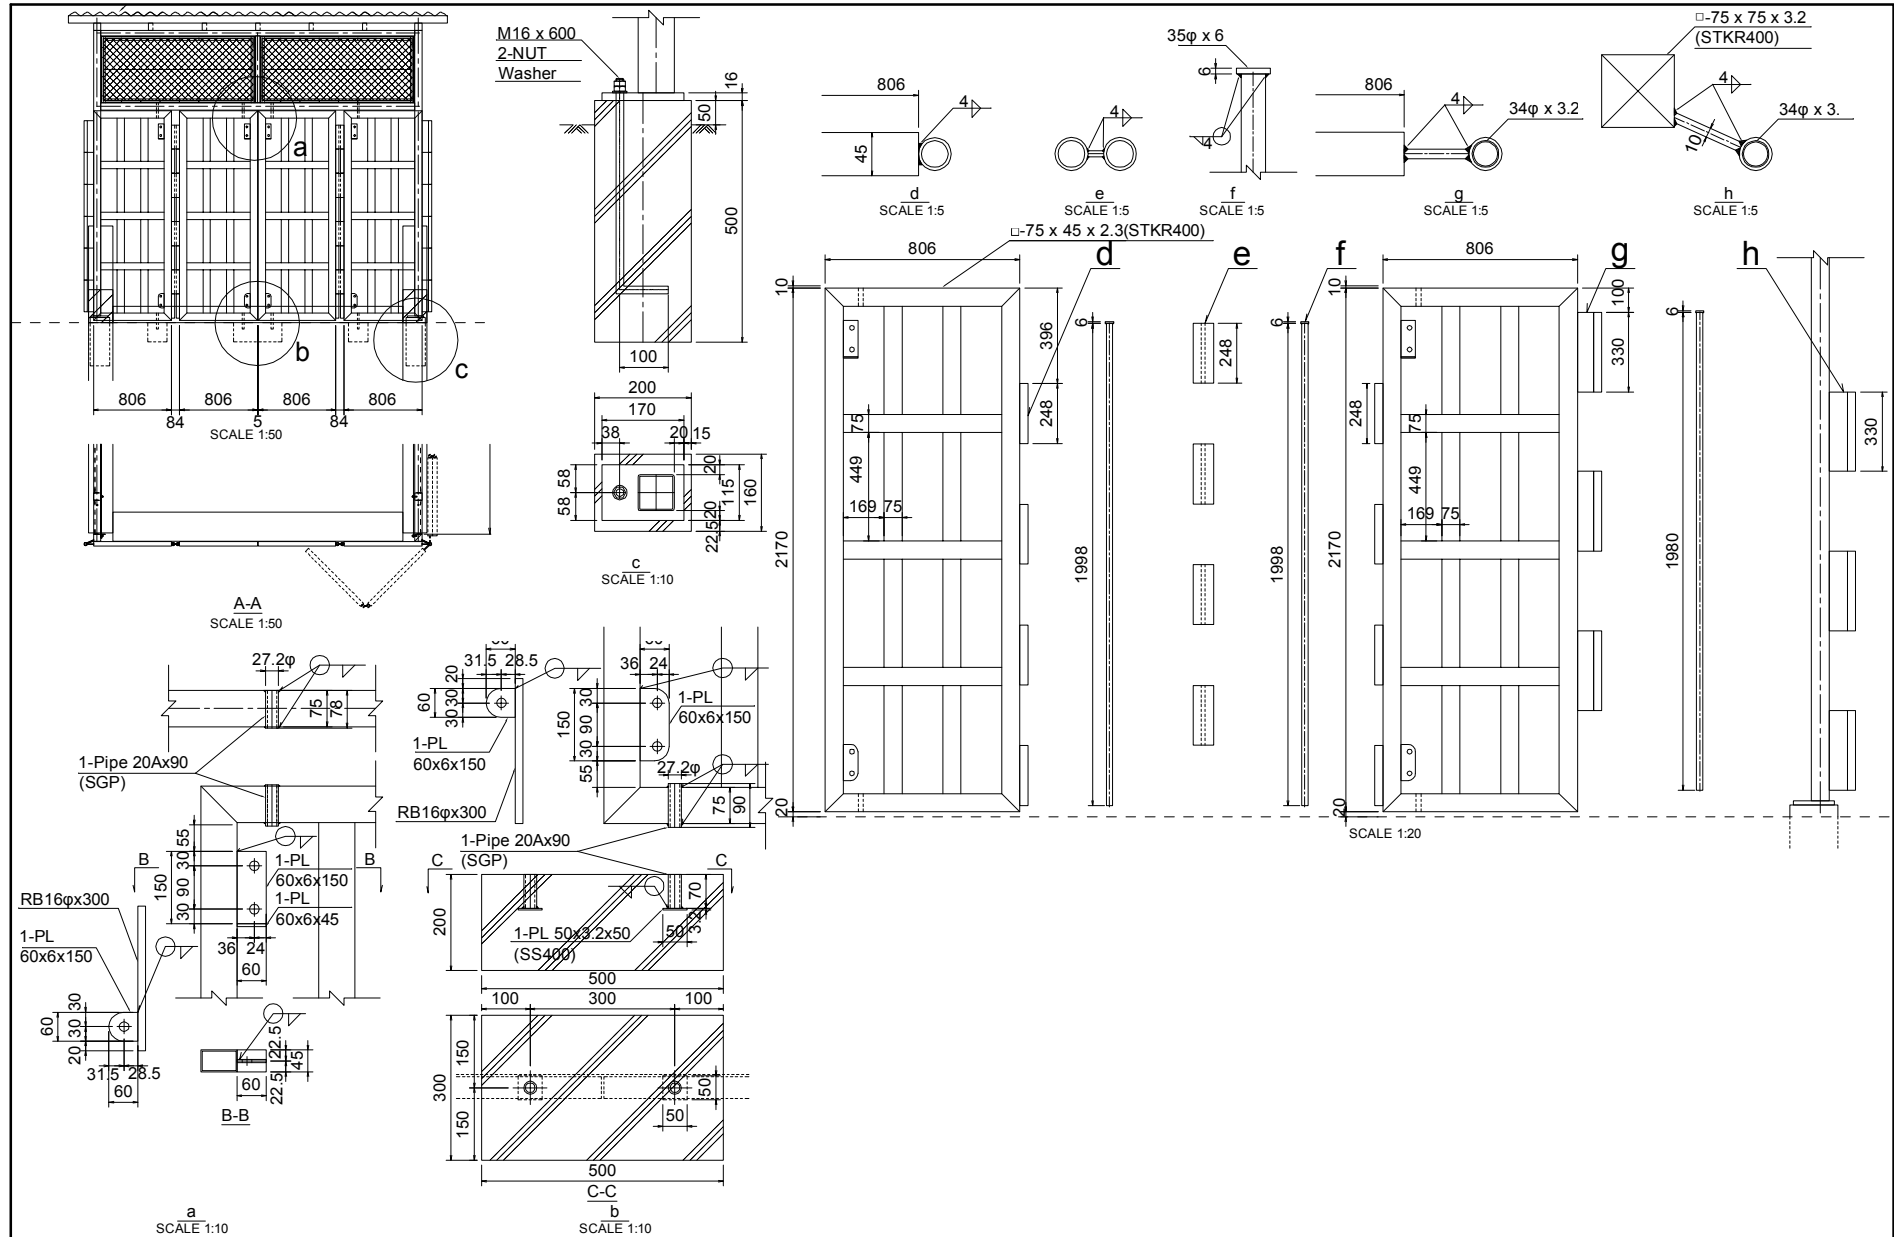 a
b
c
806
806
806
806
84
5
84
SCALE 1:50
A-A
SCALE 1:50
M16 x 600
2-NUT
Washer
16
50
500
100
200
170
38
20
15
58
58
20
115
20
160
22.5
c
SCALE 1:10
806
4
45
d
SCALE 1:5
4
e
SCALE 1:5
35φ x 6
6
4
f
SCALE 1:5
806
4
34φ x 3.2
g
SCALE 1:5
□-75 x 75 x 3.2
(STKR400)
4
34φ x 3.
10
h
SCALE 1:5
□-75 x 45 x 2.3(STKR400)
806
d
e
f
806
g
h
10
396
248
75
449
169
75
2170
20
6
1998
248
6
1998
10
100
330
248
75
449
169
75
2170
20
6
1980
330
SCALE 1:20
27.2φ
75
78
1-Pipe 20Ax90
(SGP)
55
30
90
30
150
B
B
1-PL
60x6x150
1-PL
60x6x45
36
24
60
RB16φx300
1-PL
60x6x150
30
30
20
60
31.5
28.5
60
22.5
22.5
45
60
B-B
a
SCALE 1:10
31.5
28.5
20
30
30
60
1-PL
60x6x150
RB16φx300
36
24
30
90
30
150
55
1-PL
60x6x150
27.2φ
75
90
1-Pipe 20Ax90
(SGP)
C
C
200
70
3.2
50
1-PL 50x3.2x50
(SS400)
500
100
300
100
150
150
300
50
50
500
C-C
b
SCALE 1:10